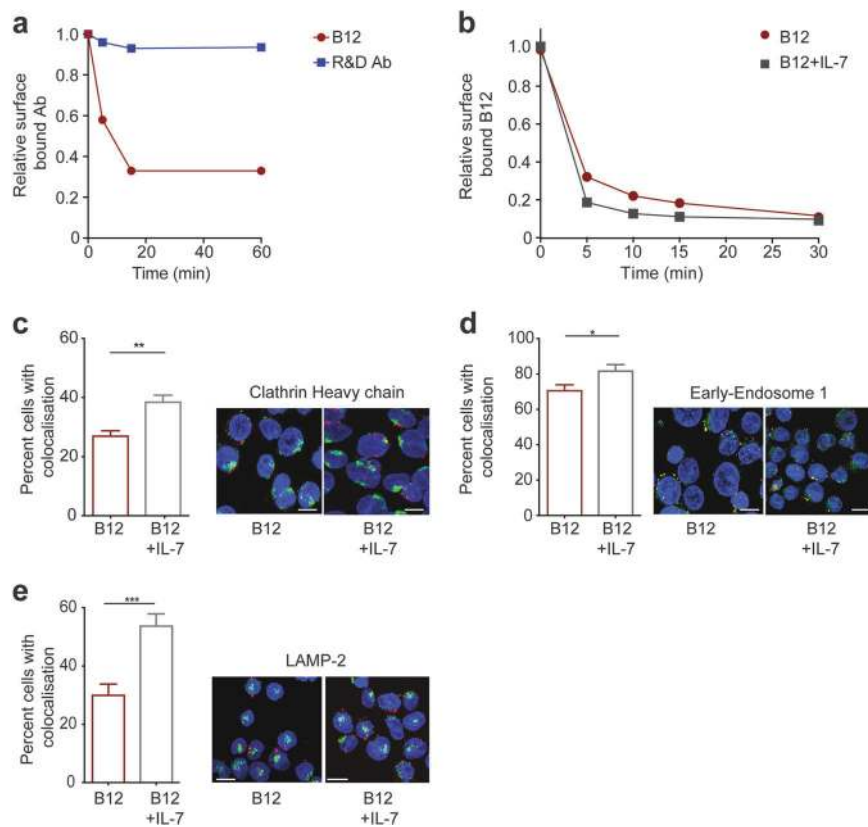 a
1.0
0.8
0.6
0.4
0.2
0
0
20
40
60
Relative surface
bound Ab
Time (min)
B12
R&D Ab
b
1.0
0.8
0.6
0.4
0.2
0
0
5
10
15
20
25
30
Relative surface
bound B12
Time (min)
B12
B12+IL-7
c
60
40
20
0
Percent cells with
colocalisation
**
B12
B12
+IL-7
Clathrin Heavy chain
B12
B12
+IL-7
d
100
80
60
40
20
0
Percent cells with
colocalisation
*
B12
B12
+IL-7
Early-Endosome 1
B12
B12
+IL-7
e
60
40
20
0
Percent cells with
colocalisation
***
B12
B12
+IL-7
LAMP-2
B12
B12
+IL-7